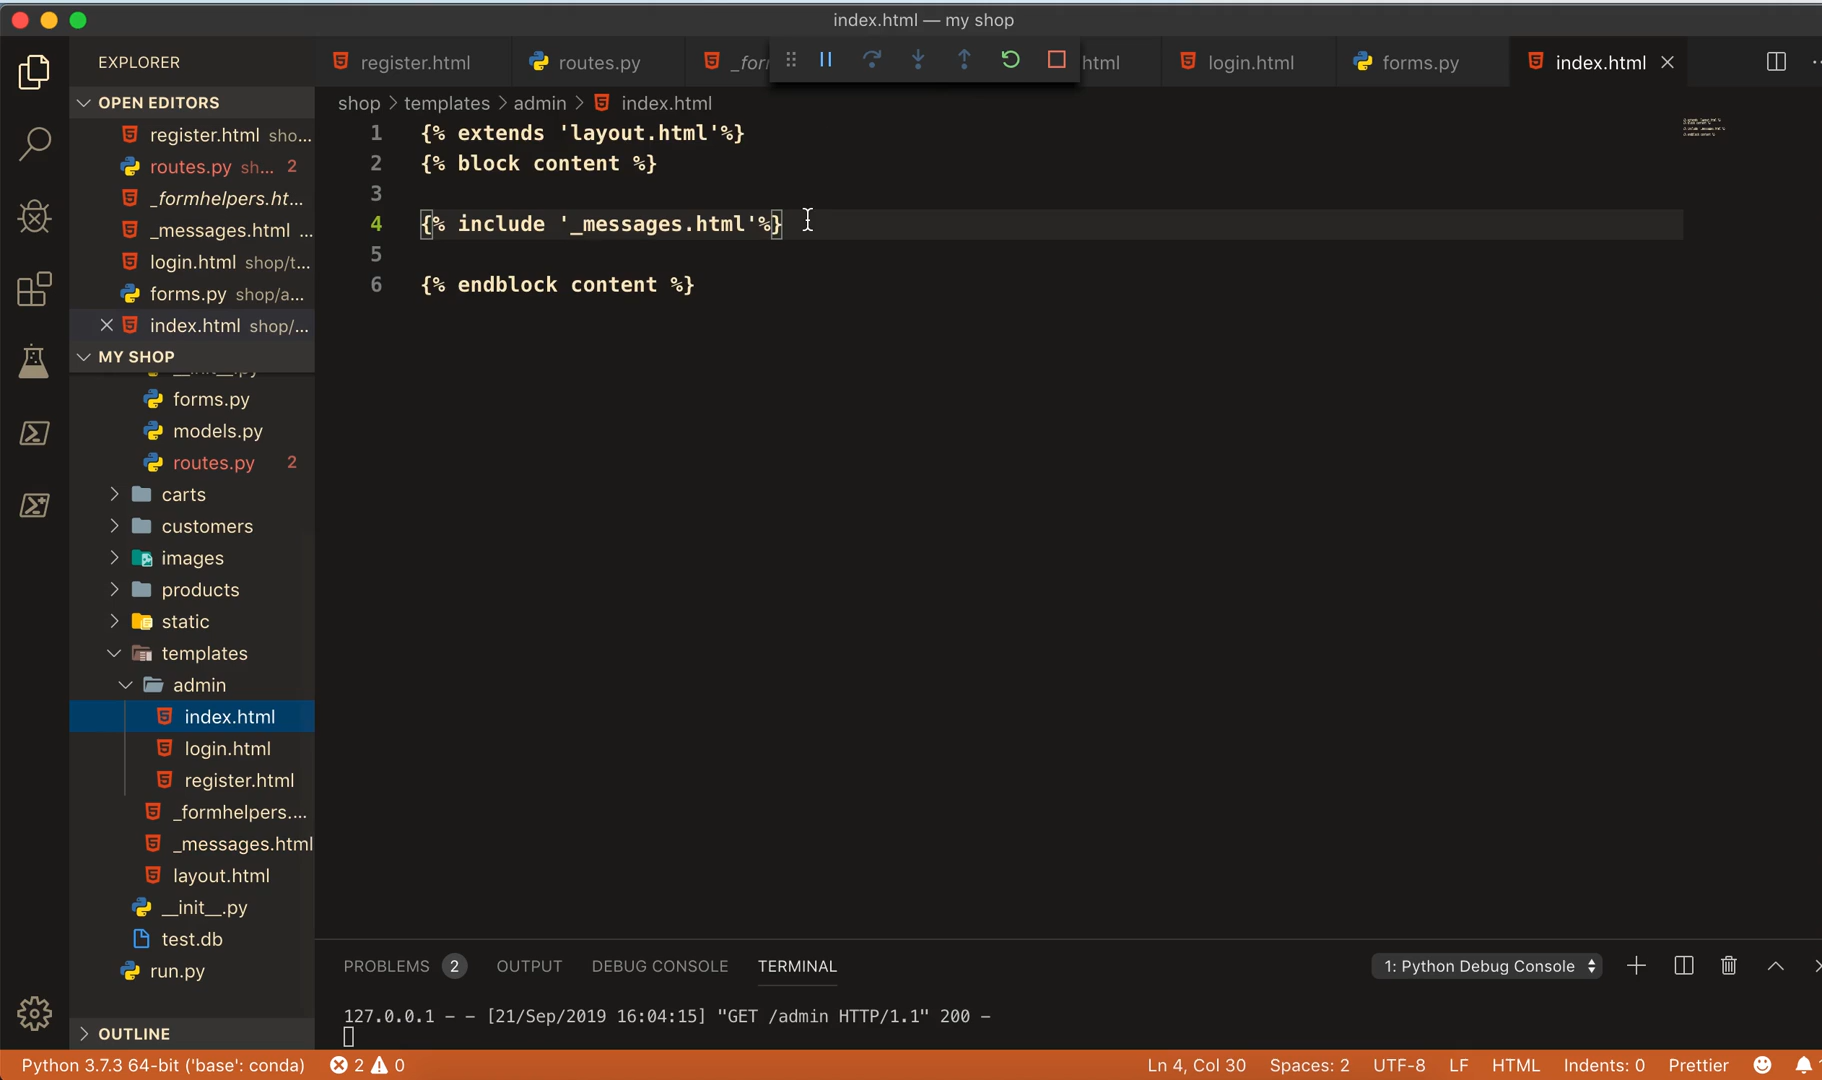 index.html — my shop
EXPLORER
register.html
routes.py
_for
html
login.html
forms.py
index.html
OPEN EDITORS
register.html sho...
routes.py sh... 2
_formhelpers.ht...
_messages.html ...
login.html shop/t...
forms.py shop/a...
index.html shop/...
shop > templates > admin > index.html
1 {% extends 'layout.html'%}
2 {% block content %}
3
4 {% include '_messages.html'%}
5
6 {% endblock content %}
MY SHOP
__init__.py
forms.py
models.py
routes.py 2
carts
customers
images
products
static
templates
admin
index.html
login.html
register.html
_formhelpers....
_messages.html
layout.html
__init__.py
test.db
run.py
OUTLINE
PROBLEMS 2 OUTPUT DEBUG CONSOLE TERMINAL
1: Python Debug Console
127.0.0.1 - - [21/Sep/2019 16:04:15] "GET /admin HTTP/1.1" 200 -
Python 3.7.3 64-bit ('base': conda) 2 0 Ln 4, Col 30 Spaces: 2 UTF-8 LF HTML Indents: 0 Prettier